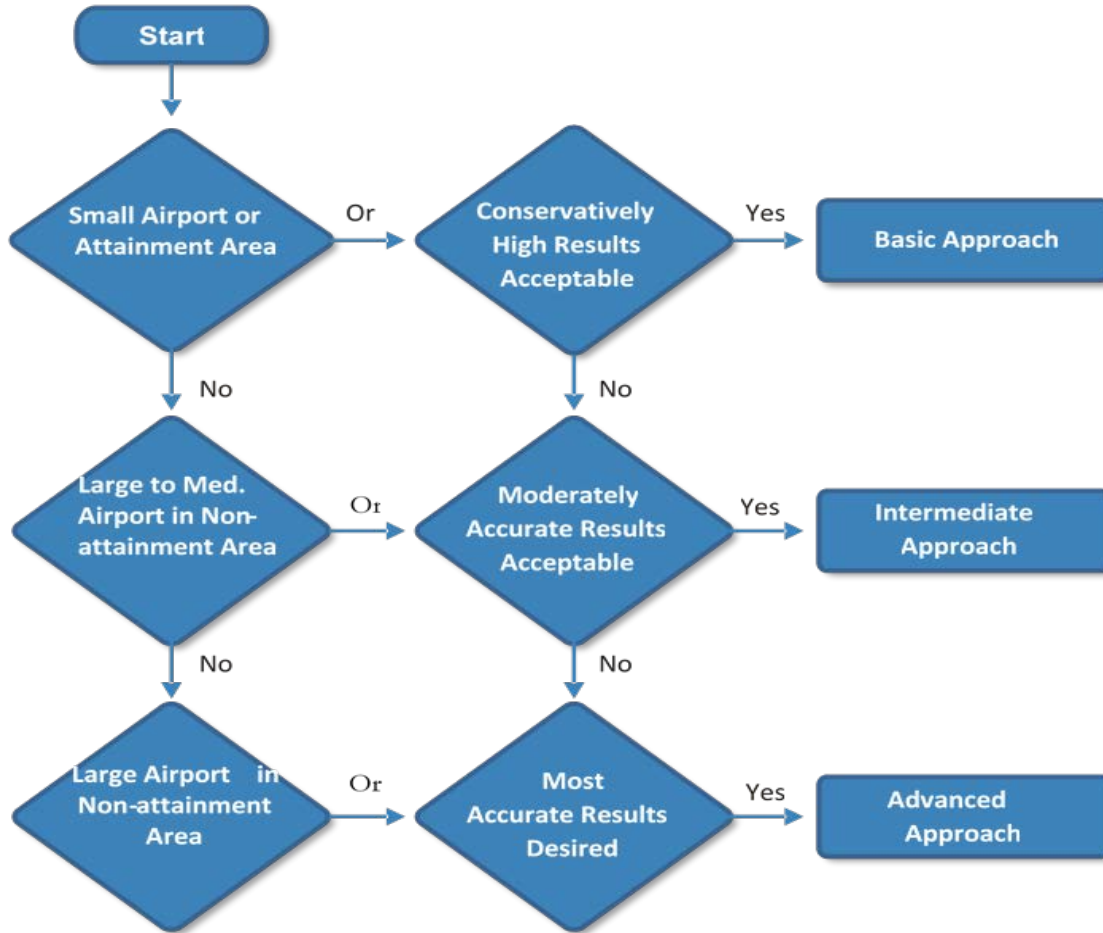 Start
Small Airport or
Attainment Area
Or
Conservatively
High Results
Acceptable
Yes
Basic Approach
No
No
Large to Med.
Airport in Non-
attainment Area
Or
Moderately
Accurate Results
Acceptable
Yes
Intermediate
Approach
No
No
Large Airport in
Non-attainment
Area
Or
Most
Accurate Results
Desired
Yes
Advanced
Approach